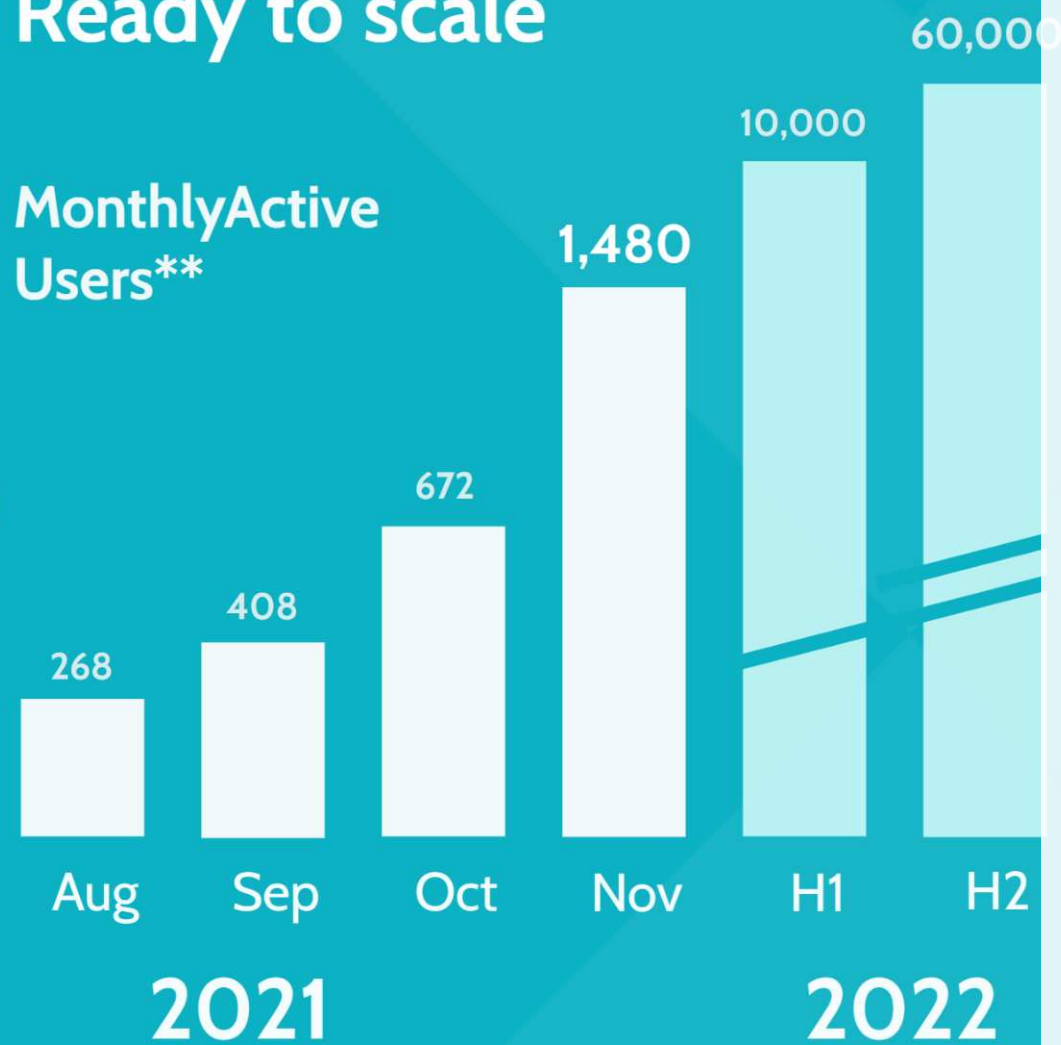 Ready to scale
60,000
10,000
MonthlyActive
Users**
1,480
672
408
268
Aug Sep Oct Nov H1 H2
2021 2022